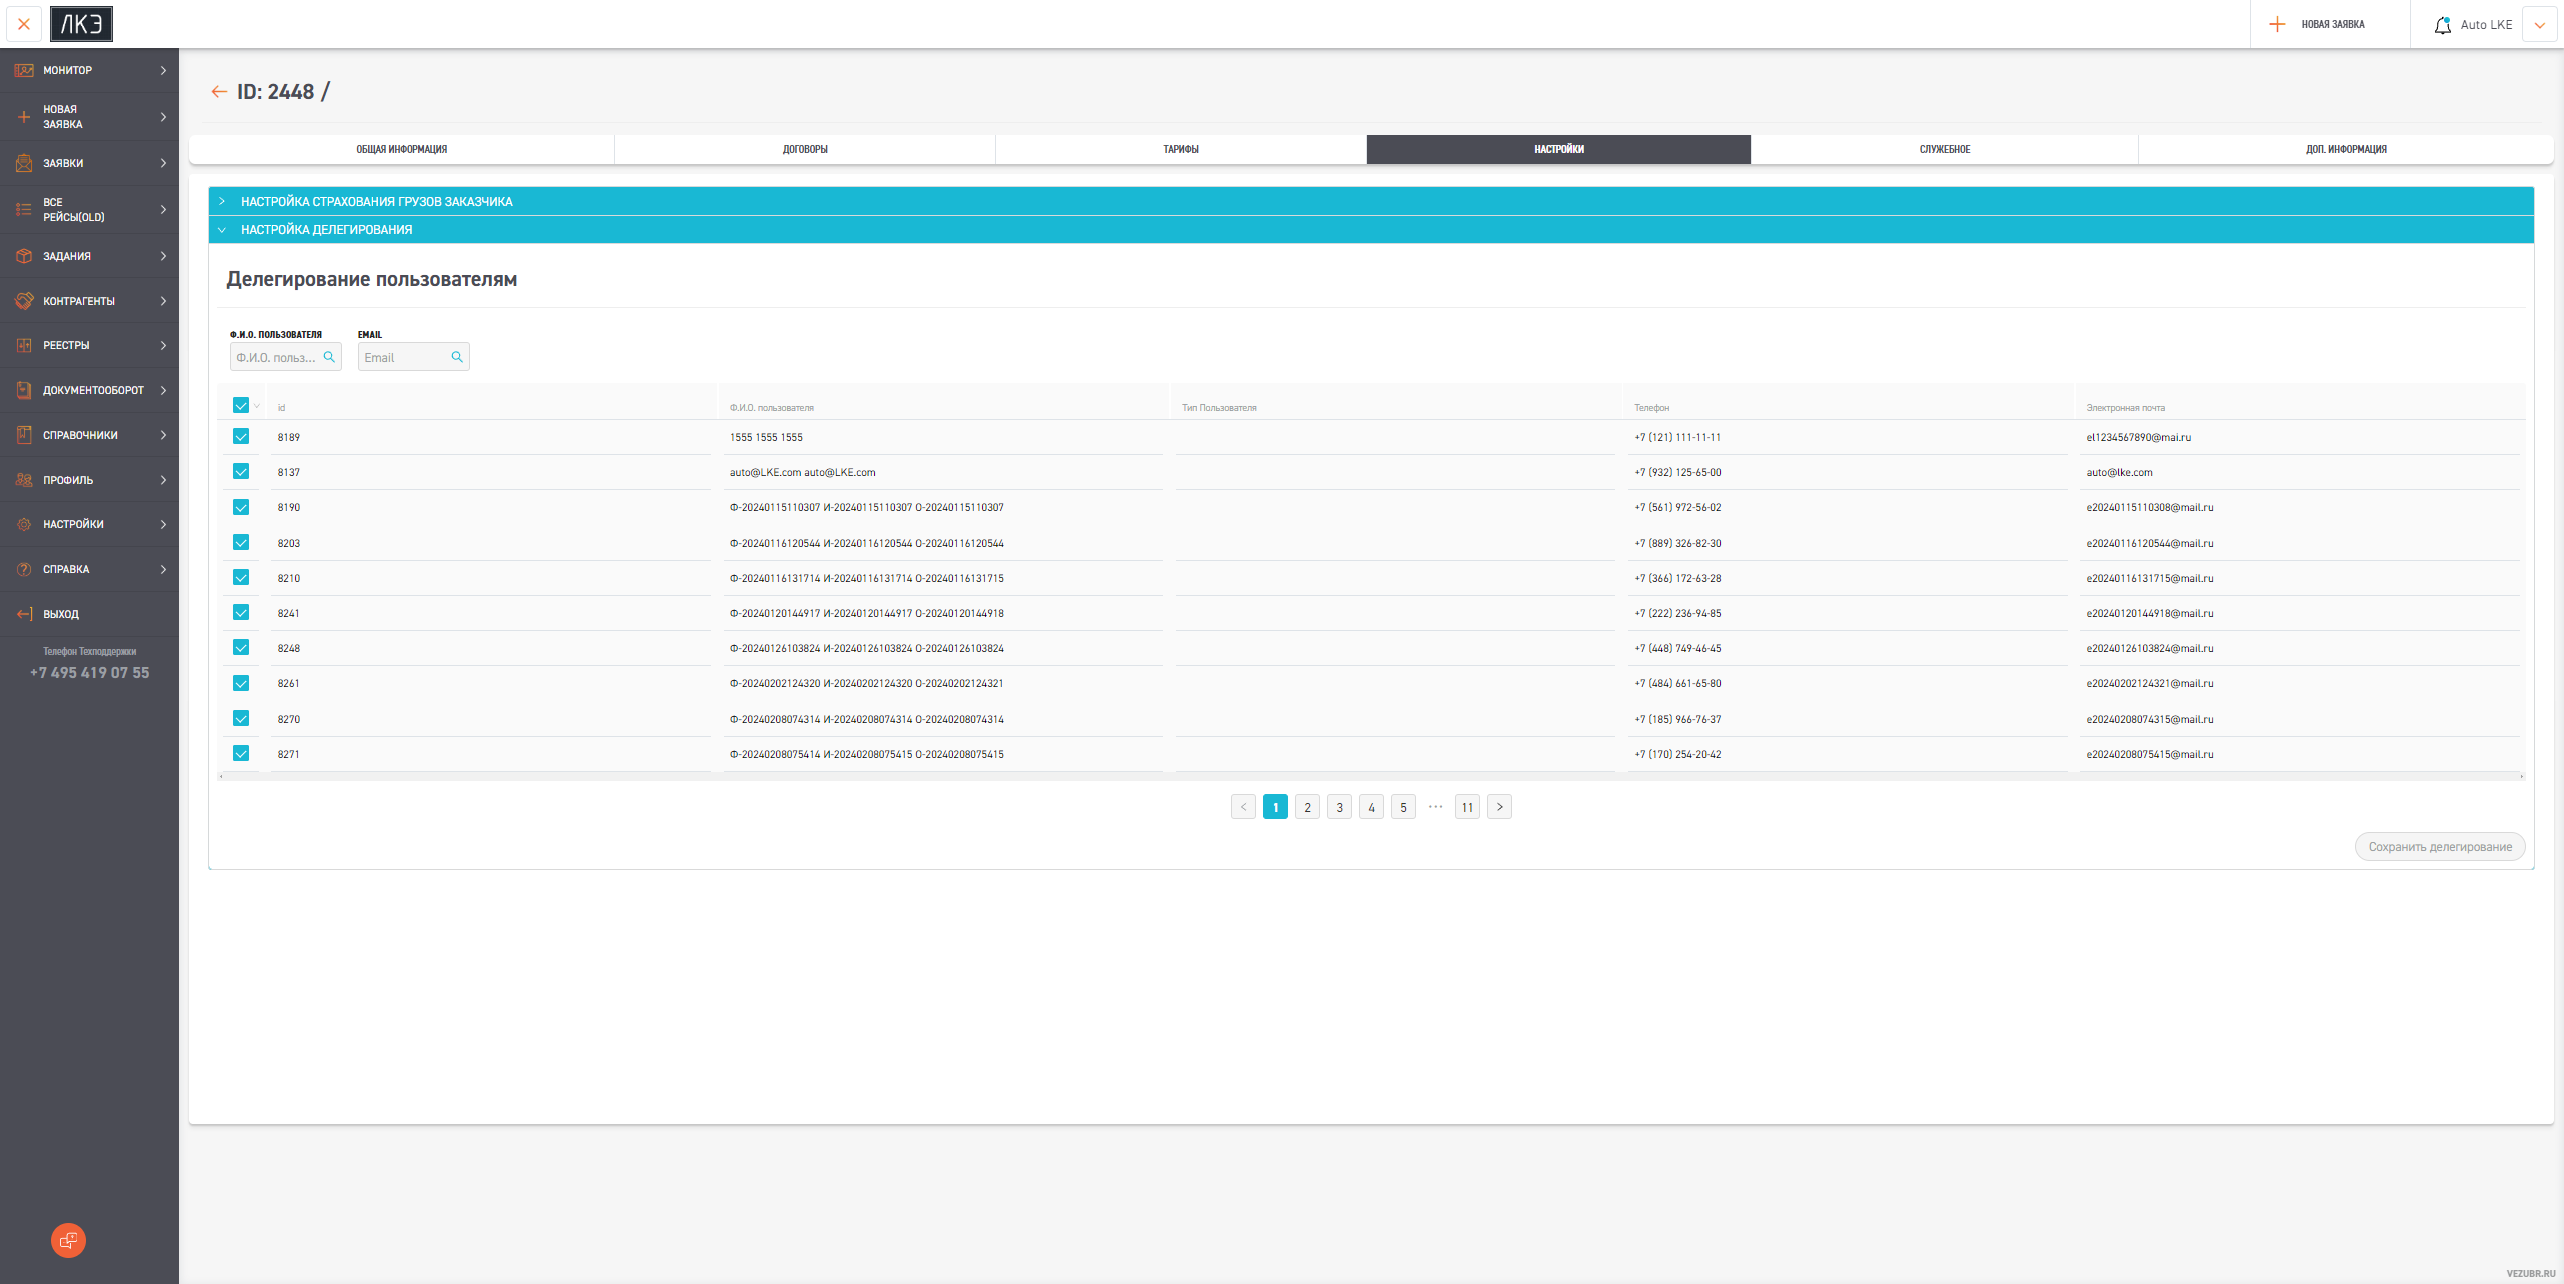 ЛКЭ
НОВАЯ ЗАЯВКА
Auto LKE
МОНИТОР
НОВАЯ
ЗАЯВКА
ЗАЯВКИ
ВСЕ
РЕЙСЫ(OLD)
ЗАДАНИЯ
КОНТРАГЕНТЫ
РЕЕСТРЫ
ДОКУМЕНТООБОРОТ
СПРАВОЧНИКИ
ПРОФИЛЬ
НАСТРОЙКИ
СПРАВКА
ВЫХОД
Телефон Техподдержки
+7 495 419 07 55
ID: 2448 /
ОБЩАЯ ИНФОРМАЦИЯ ДОГОВОРЫ ТАРИФЫ НАСТРОЙКИ СЛУЖЕБНОЕ ДОП. ИНФОРМАЦИЯ
НАСТРОЙКА СТРАХОВАНИЯ ГРУЗОВ ЗАКАЗЧИКА
НАСТРОЙКА ДЕЛЕГИРОВАНИЯ
Делегирование пользователям
Ф.И.О. ПОЛЬЗОВАТЕЛЯ EMAIL
Ф.И.О. польз... Email
id Ф.И.О. пользователя Тип Пользователя Телефон Электронная почта
8189 1555 1555 1555 +7 (121) 111-11-11 el1234567890@mai.ru
8137 auto@LKE.com auto@LKE.com +7 (932) 125-65-00 auto@lke.com
8190 Ф-20240115110307 И-20240115110307 О-20240115110307 +7 (561) 972-56-02 e20240115110308@mail.ru
8203 Ф-20240116120544 И-20240116120544 О-20240116120544 +7 (889) 326-82-30 e20240116120544@mail.ru
8210 Ф-20240116131714 И-20240116131714 О-20240116131715 +7 (366) 172-63-28 e20240116131715@mail.ru
8241 Ф-20240120144917 И-20240120144917 О-20240120144918 +7 (222) 236-94-85 e20240120144918@mail.ru
8248 Ф-20240126103824 И-20240126103824 О-20240126103824 +7 (448) 749-46-45 e20240126103824@mail.ru
8261 Ф-20240202124320 И-20240202124320 О-20240202124321 +7 (484) 661-65-80 e20240202124321@mail.ru
8270 Ф-20240208074314 И-20240208074314 О-20240208074314 +7 (185) 966-76-37 e20240208074315@mail.ru
8271 Ф-20240208075414 И-20240208075415 О-20240208075415 +7 (170) 254-20-42 e20240208075415@mail.ru
< 1 2 3 4 5 ••• 11 >
Сохранить делегирование
VEZUBR.RU